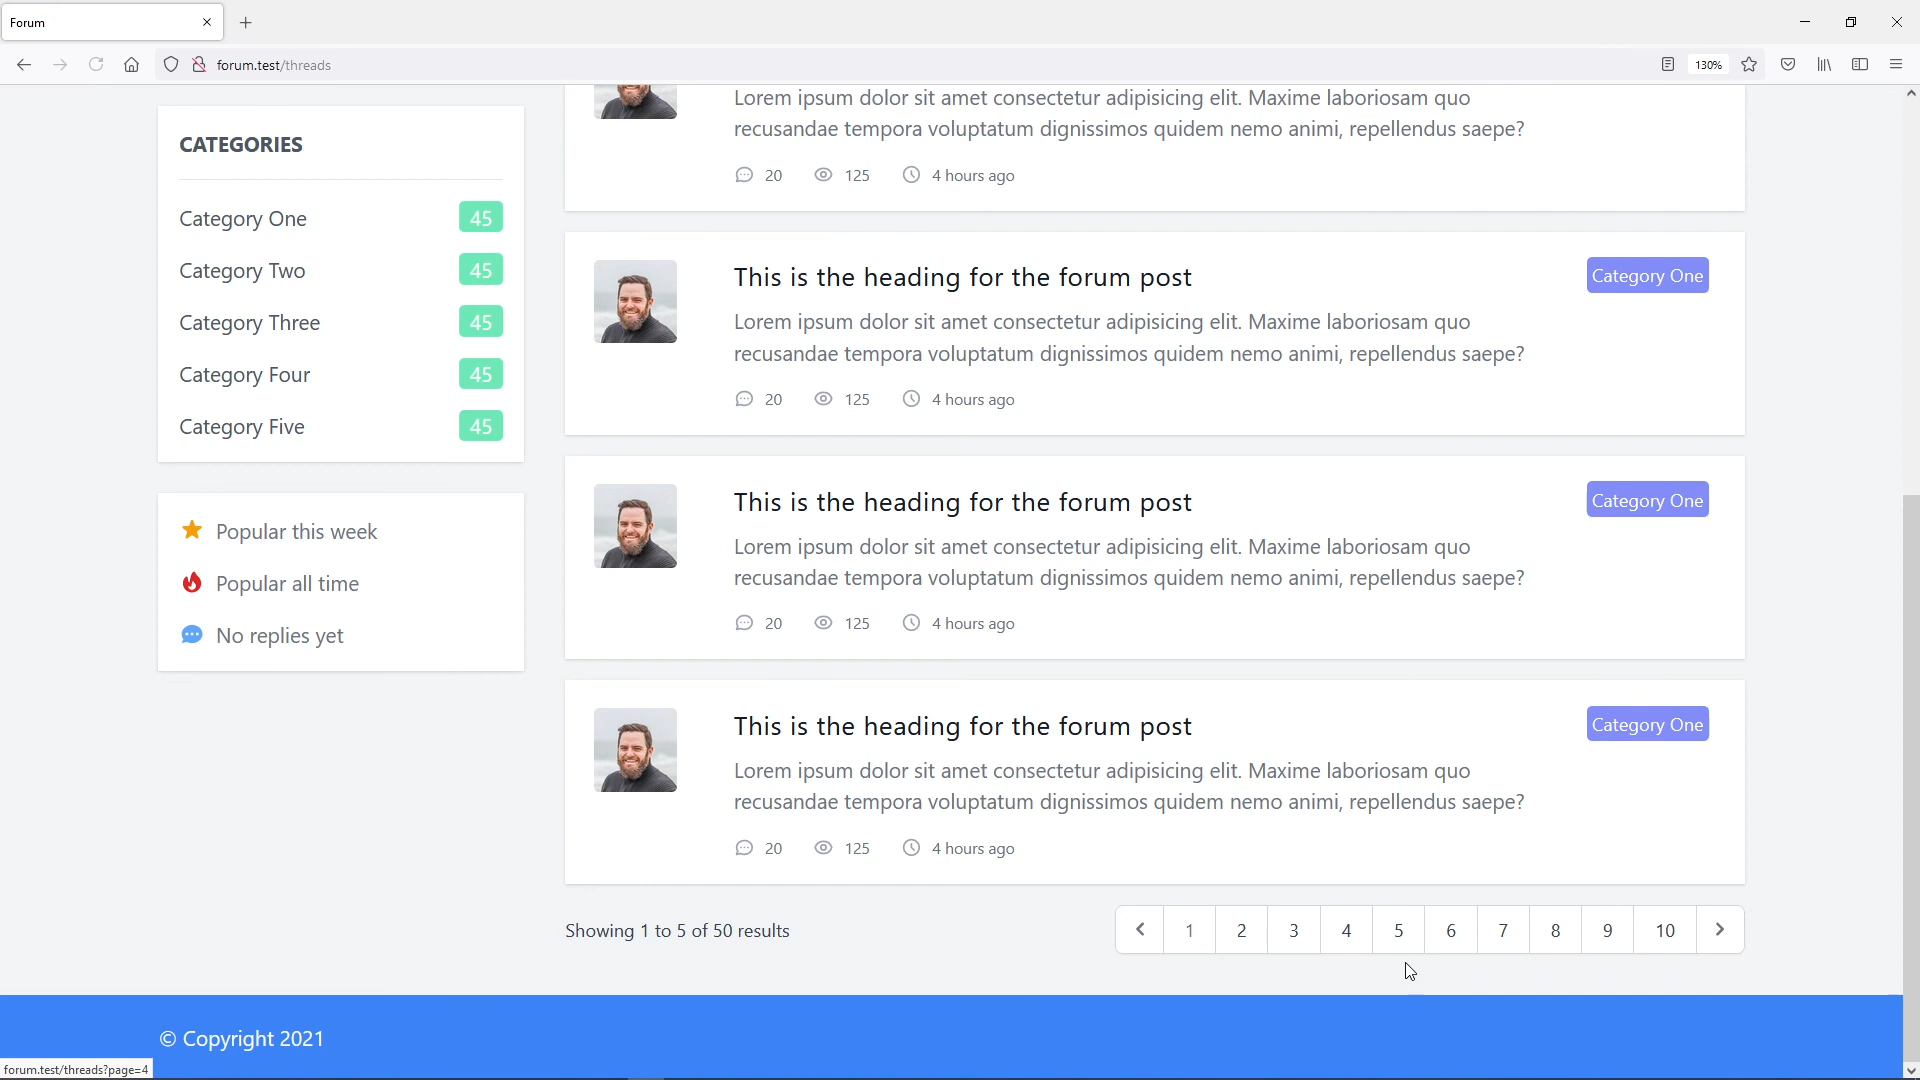 Forum
forum.test/threads
130%
CATEGORIES
Category One 45
Category Two 45
Category Three 45
Category Four 45
Category Five 45
Popular this week
Popular all time
No replies yet
Lorem ipsum dolor sit amet consectetur adipisicing elit. Maxime laboriosam quo
recusandae tempora voluptatum dignissimos quidem nemo animi, repellendus saepe?
20 125 4 hours ago
This is the heading for the forum post
Category One
Lorem ipsum dolor sit amet consectetur adipisicing elit. Maxime laboriosam quo
recusandae tempora voluptatum dignissimos quidem nemo animi, repellendus saepe?
20 125 4 hours ago
This is the heading for the forum post
Category One
Lorem ipsum dolor sit amet consectetur adipisicing elit. Maxime laboriosam quo
recusandae tempora voluptatum dignissimos quidem nemo animi, repellendus saepe?
20 125 4 hours ago
This is the heading for the forum post
Category One
Lorem ipsum dolor sit amet consectetur adipisicing elit. Maxime laboriosam quo
recusandae tempora voluptatum dignissimos quidem nemo animi, repellendus saepe?
20 125 4 hours ago
Showing 1 to 5 of 50 results
1 2 3 4 5 6 7 8 9 10
© Copyright 2021
forum.test/threads?page=4